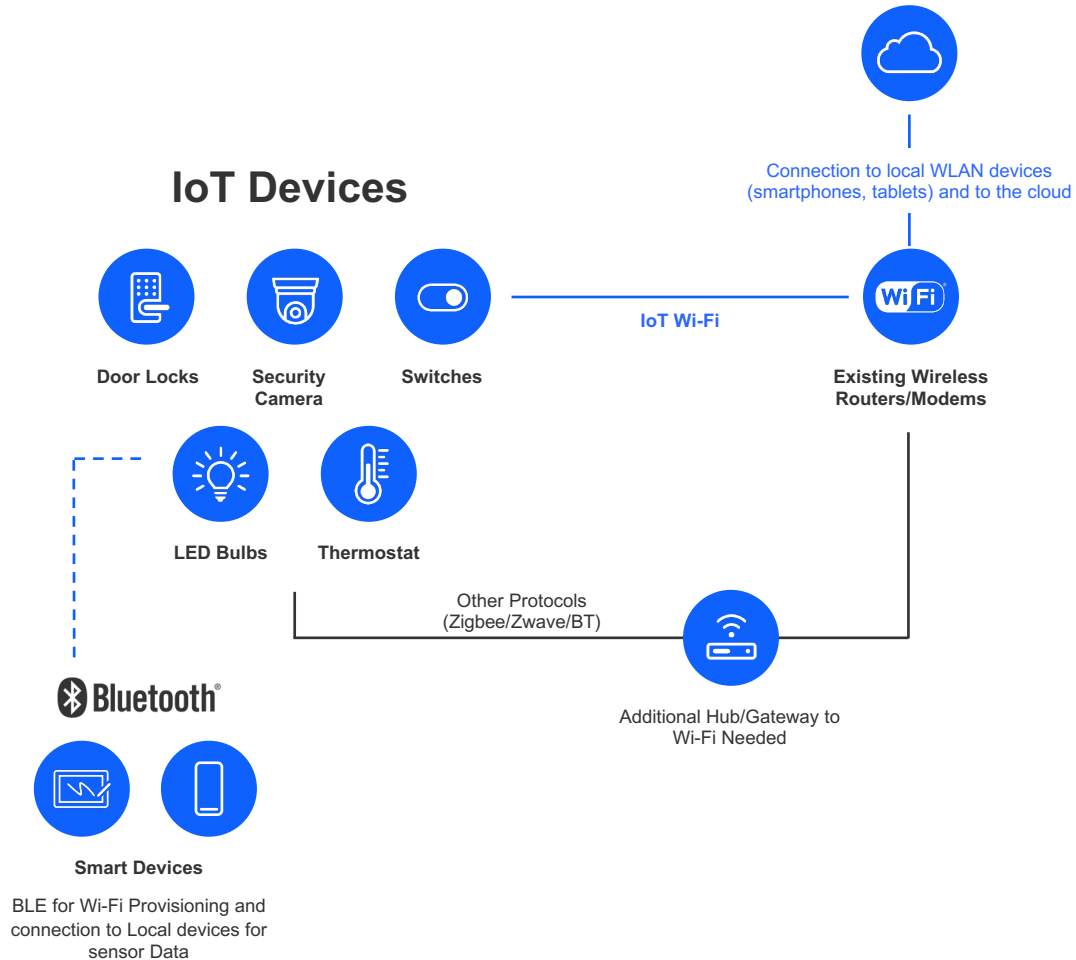 Connection to local WLAN devices
(smartphones, tablets) and to the cloud
IoT Devices
Wi Fi
IoT Wi-Fi
Door Locks
Security
Camera
Switches
Existing Wireless
Routers/Modems
LED Bulbs
Thermostat
Other Protocols
(Zigbee/Zwave/BT)
Bluetooth®
Additional Hub/Gateway to
Wi-Fi Needed
Smart Devices
BLE for Wi-Fi Provisioning and
connection to Local devices for
sensor Data